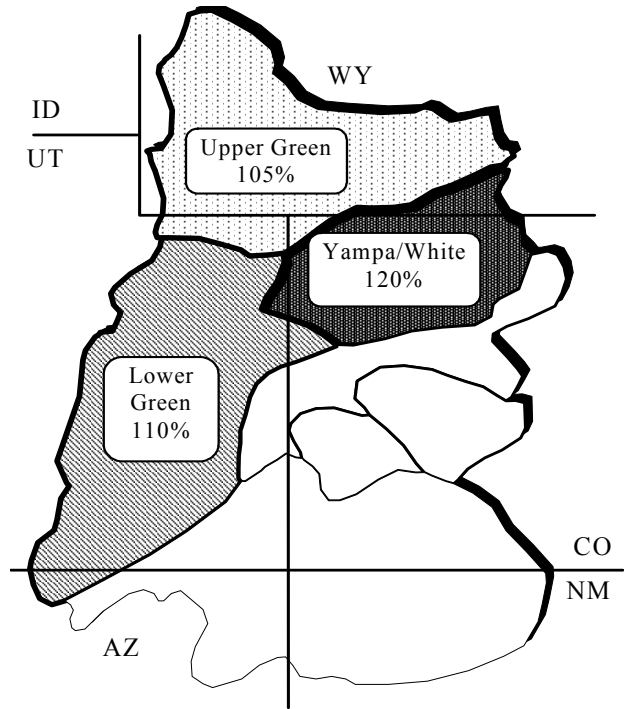 WY
ID
UT
Upper Green
105%
Yampa/White
120%
Lower
Green
110%
CO
NM
AZ